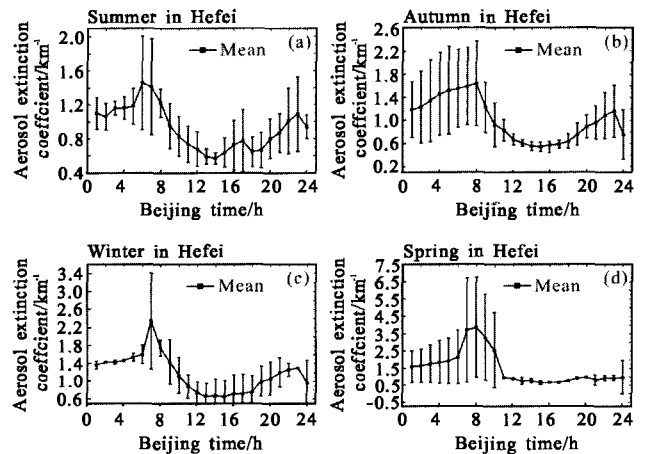 Summer in Hefei
Aerosol extinction
coeffcient/km⁻¹
2.0
1.6
1.2
0.8
0.4
Mean
(a)
0 4 8 12 16 20 24
Beijing time/h
Autumn in Hefei
Aerosol extinction
coeffcient/km⁻¹
2.6
2.1
1.6
1.1
0.6
0.1
Mean
(b)
0 4 8 12 16 20 24
Beijing time/h
Winter in Hefei
Aerosol extinction
coeffcient/km⁻¹
3.4
3.0
2.6
2.2
1.8
1.4
1.0
0.6
Mean
(c)
0 4 8 12 16 20 24
Beijing time/h
Spring in Hefei
Aerosol extinction
coeffcient/km⁻¹
7.5
6.5
5.5
4.5
3.5
2.5
1.5
0.5
-0.5
Mean
(d)
0 4 8 12 16 20 24
Beijing time/h